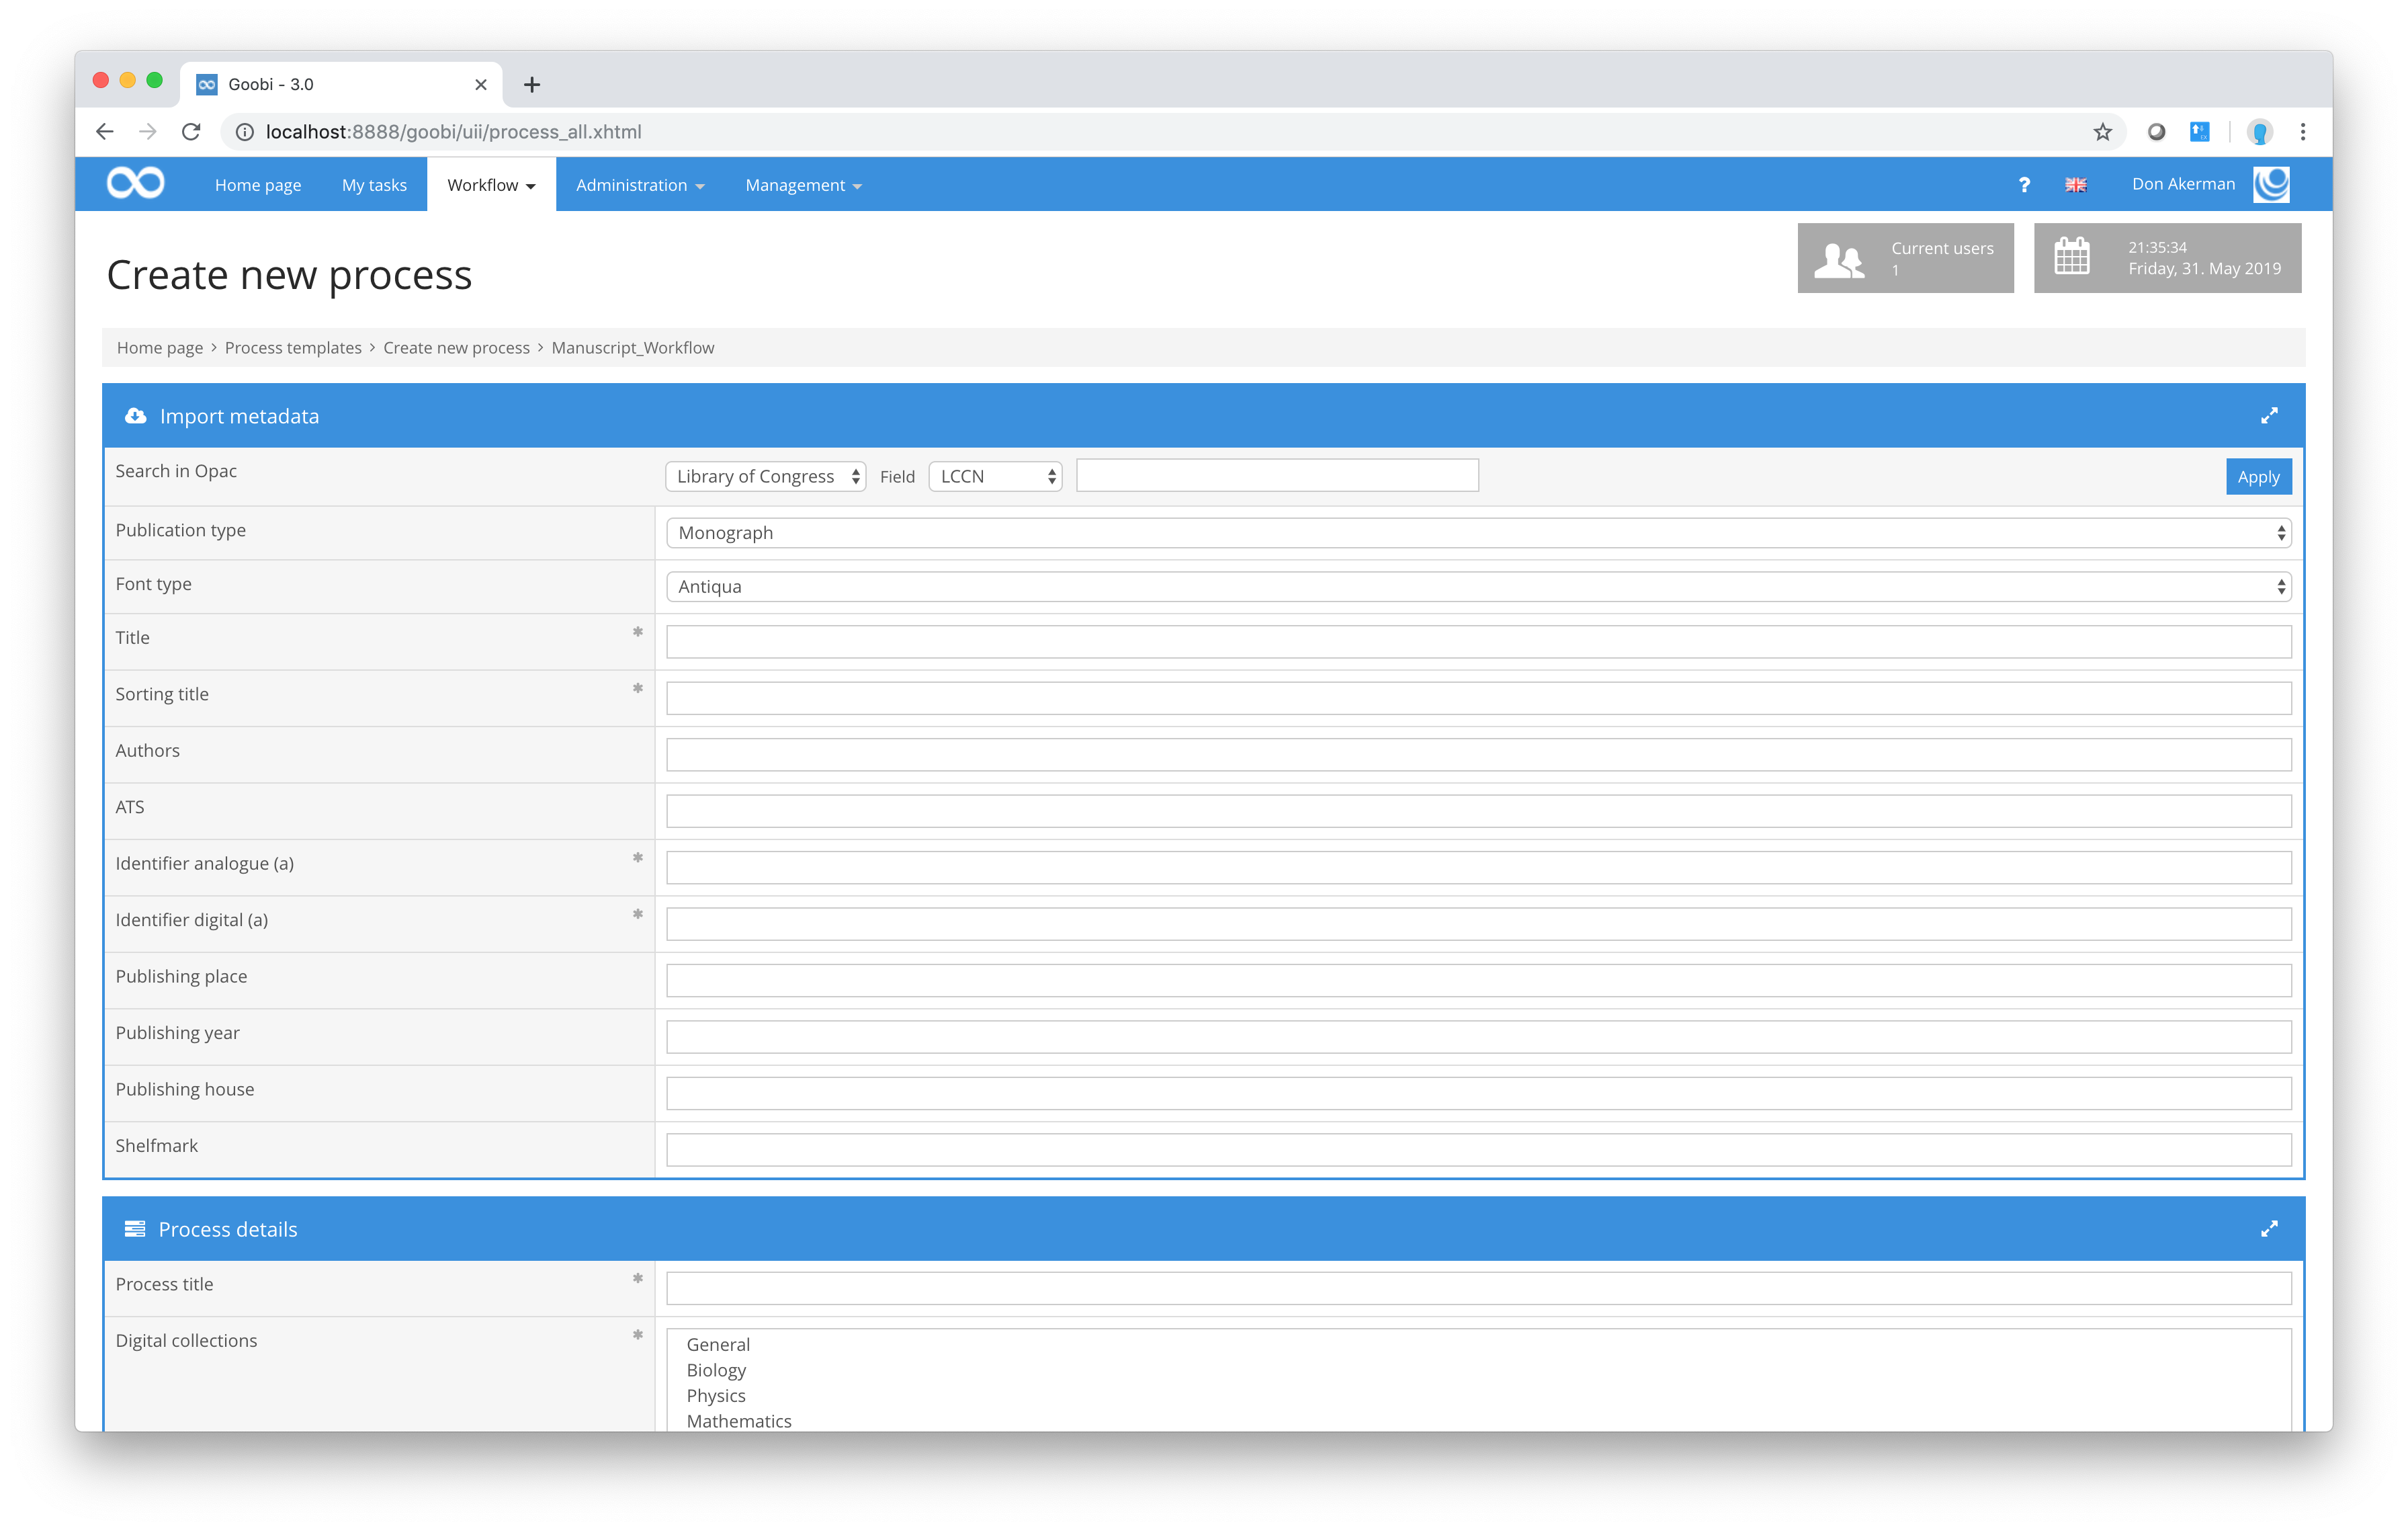 Goobi - 3.0
localhost:8888/goobi/uii/process_all.xhtml
Home page My tasks Workflow Administration Management ? Don Akerman
Create new process
Current users
1
21:35:34
Friday, 31. May 2019
Home page > Process templates > Create new process > Manuscript_Workflow
Import metadata
Search in Opac Library of Congress Field LCCN Apply
Publication type Monograph
Font type Antiqua
Title *
Sorting title *
Authors
ATS
Identifier analogue (a) *
Identifier digital (a) *
Publishing place
Publishing year
Publishing house
Shelfmark
Process details
Process title *
Digital collections * General
Biology
Physics
Mathematics